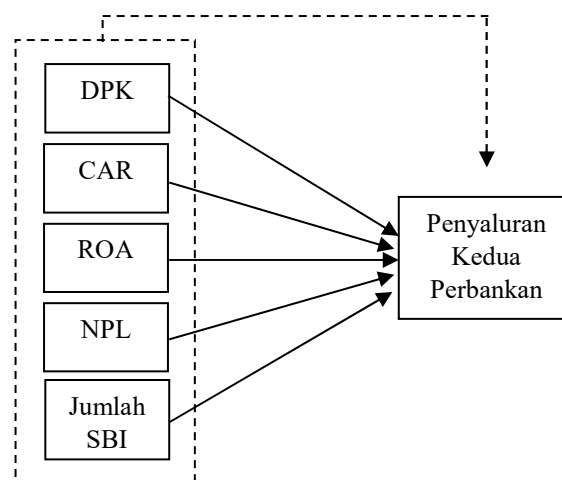 DPK
CAR
ROA
NPL
Jumlah
SBI
Penyaluran
Kedua
Perbankan